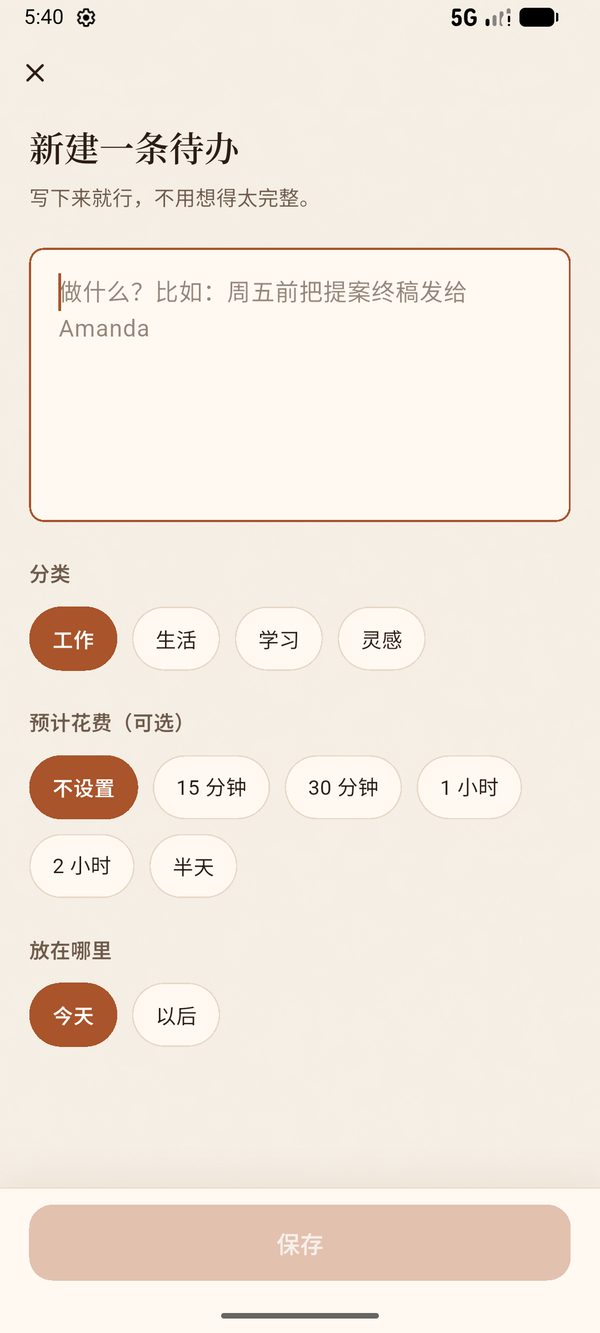 5:40 5G
新建一条待办
写下来就行，不用想得太完整。
做什么？比如：周五前把提案终稿发给
Amanda
分类
工作 生活 学习 灵感
预计花费（可选）
不设置 15 分钟 30 分钟 1 小时
2 小时 半天
放在哪里
今天 以后
保存